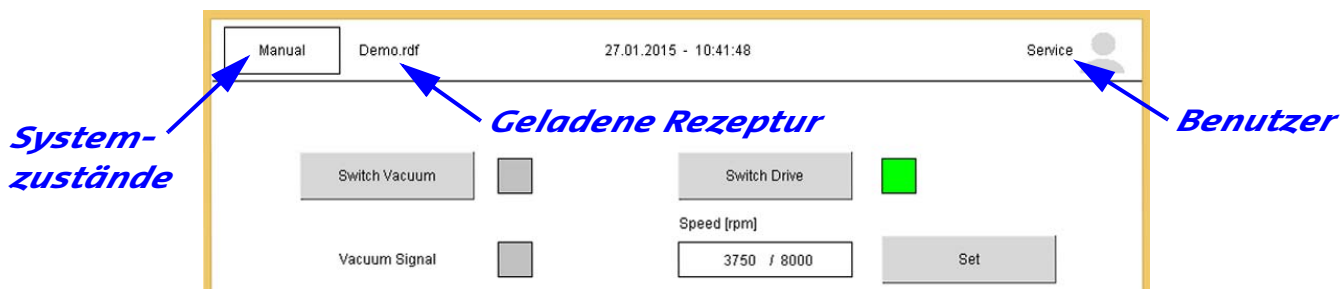 Manual Demo.rdf 27.01.2015 - 10:41:48 Service
System-
zustände
Geladene Rezeptur
Benutzer
Switch Vacuum Switch Drive
Speed [rpm]
Vacuum Signal 3750 / 8000 Set